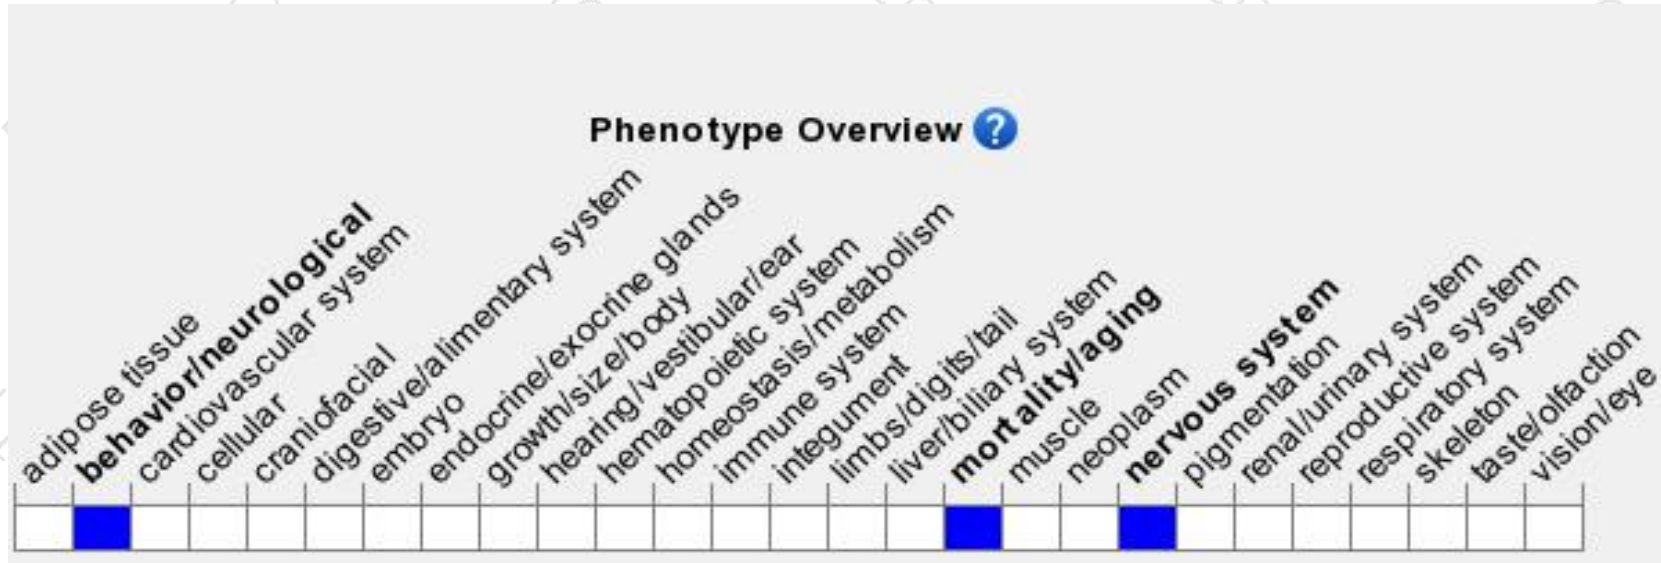 Phenotype Overview ?
adipose tissue
behavior/neurological
cardiovascular system
cellular
craniofacial
digestive/alimentary system
embryo
endocrine/exocrine glands
growth/size/body
hearing/vestibular/ear
hematopoietic system
homeostasis/metabolism
immune system
integument
limbs/digits/tail
liver/biliary system
mortality/aging
muscle
neoplasm
nervous system
pigmentation
renal/urinary system
reproductive system
respiratory system
skeleton
taste/olfaction
vision/eye